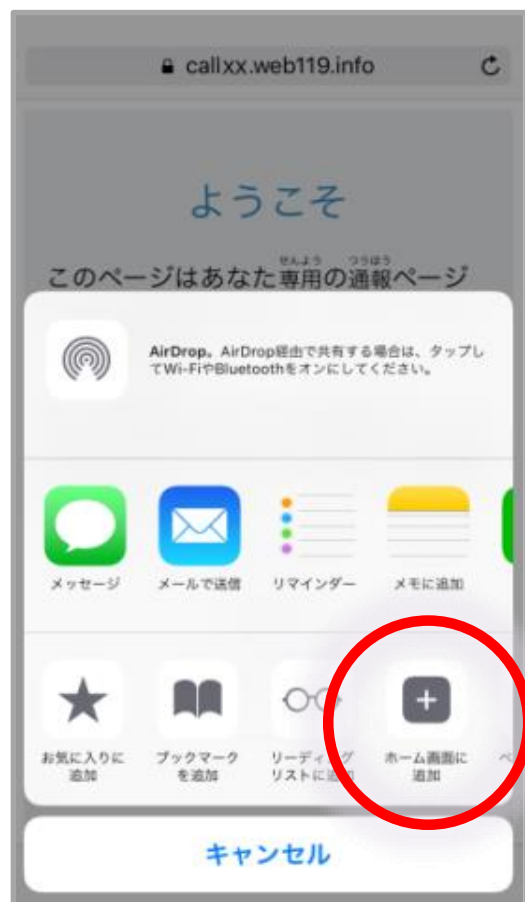 callxx.web119.info
ようこそ
せんよう つうほう
このページはあなた専用の通報ページ
AirDrop。AirDrop経由で共有する場合は、タップし
てWi-FiやBluetoothをオンにしてください。
メッセージ
メールで送信
リマインダー
メモに追加
お気に入りに
追加
ブックマーク
を追加
リーディング
リストに追加
ホーム画面に
追加
キャンセル